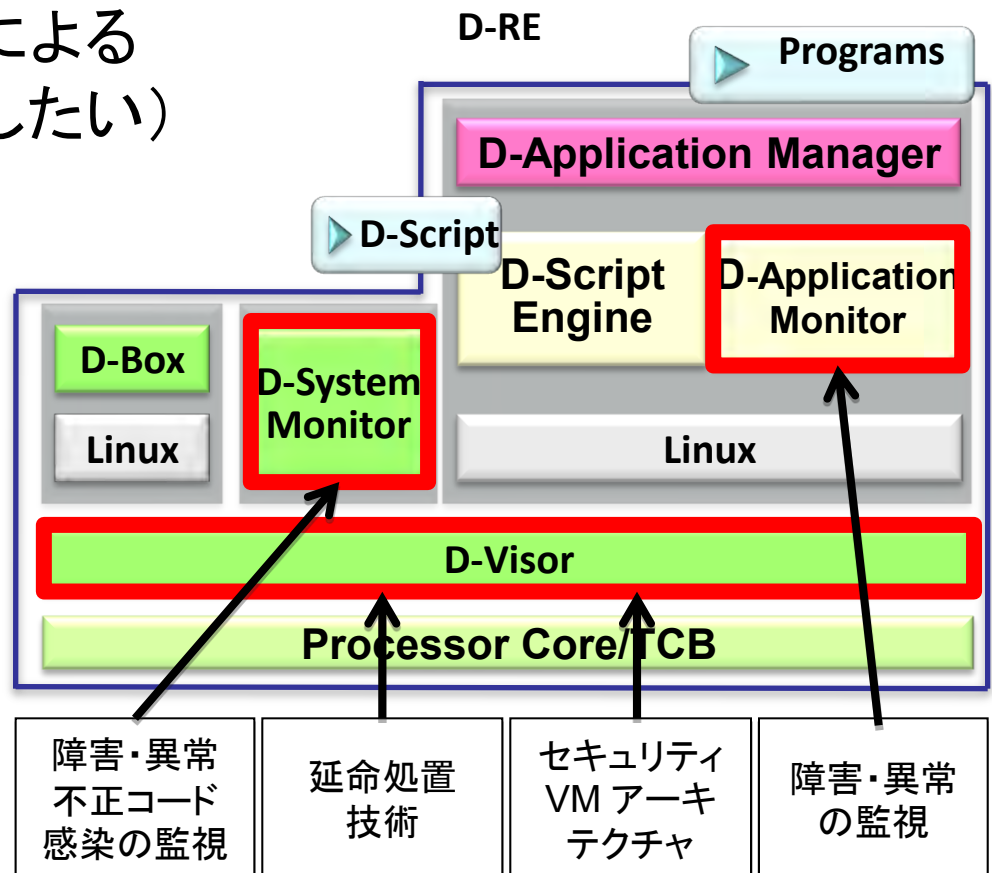 による
したい）
D-RE
Programs
D-Application Manager
D-Script
D-Script
Engine
D-Application
Monitor
D-Box
D-System
Monitor
Linux
Linux
D-Visor
Processor Core/TCB
障害・異常
不正コード
感染の監視
延命処置
技術
セキュリティ
VM アーキ
テクチャ
障害・異常
の監視